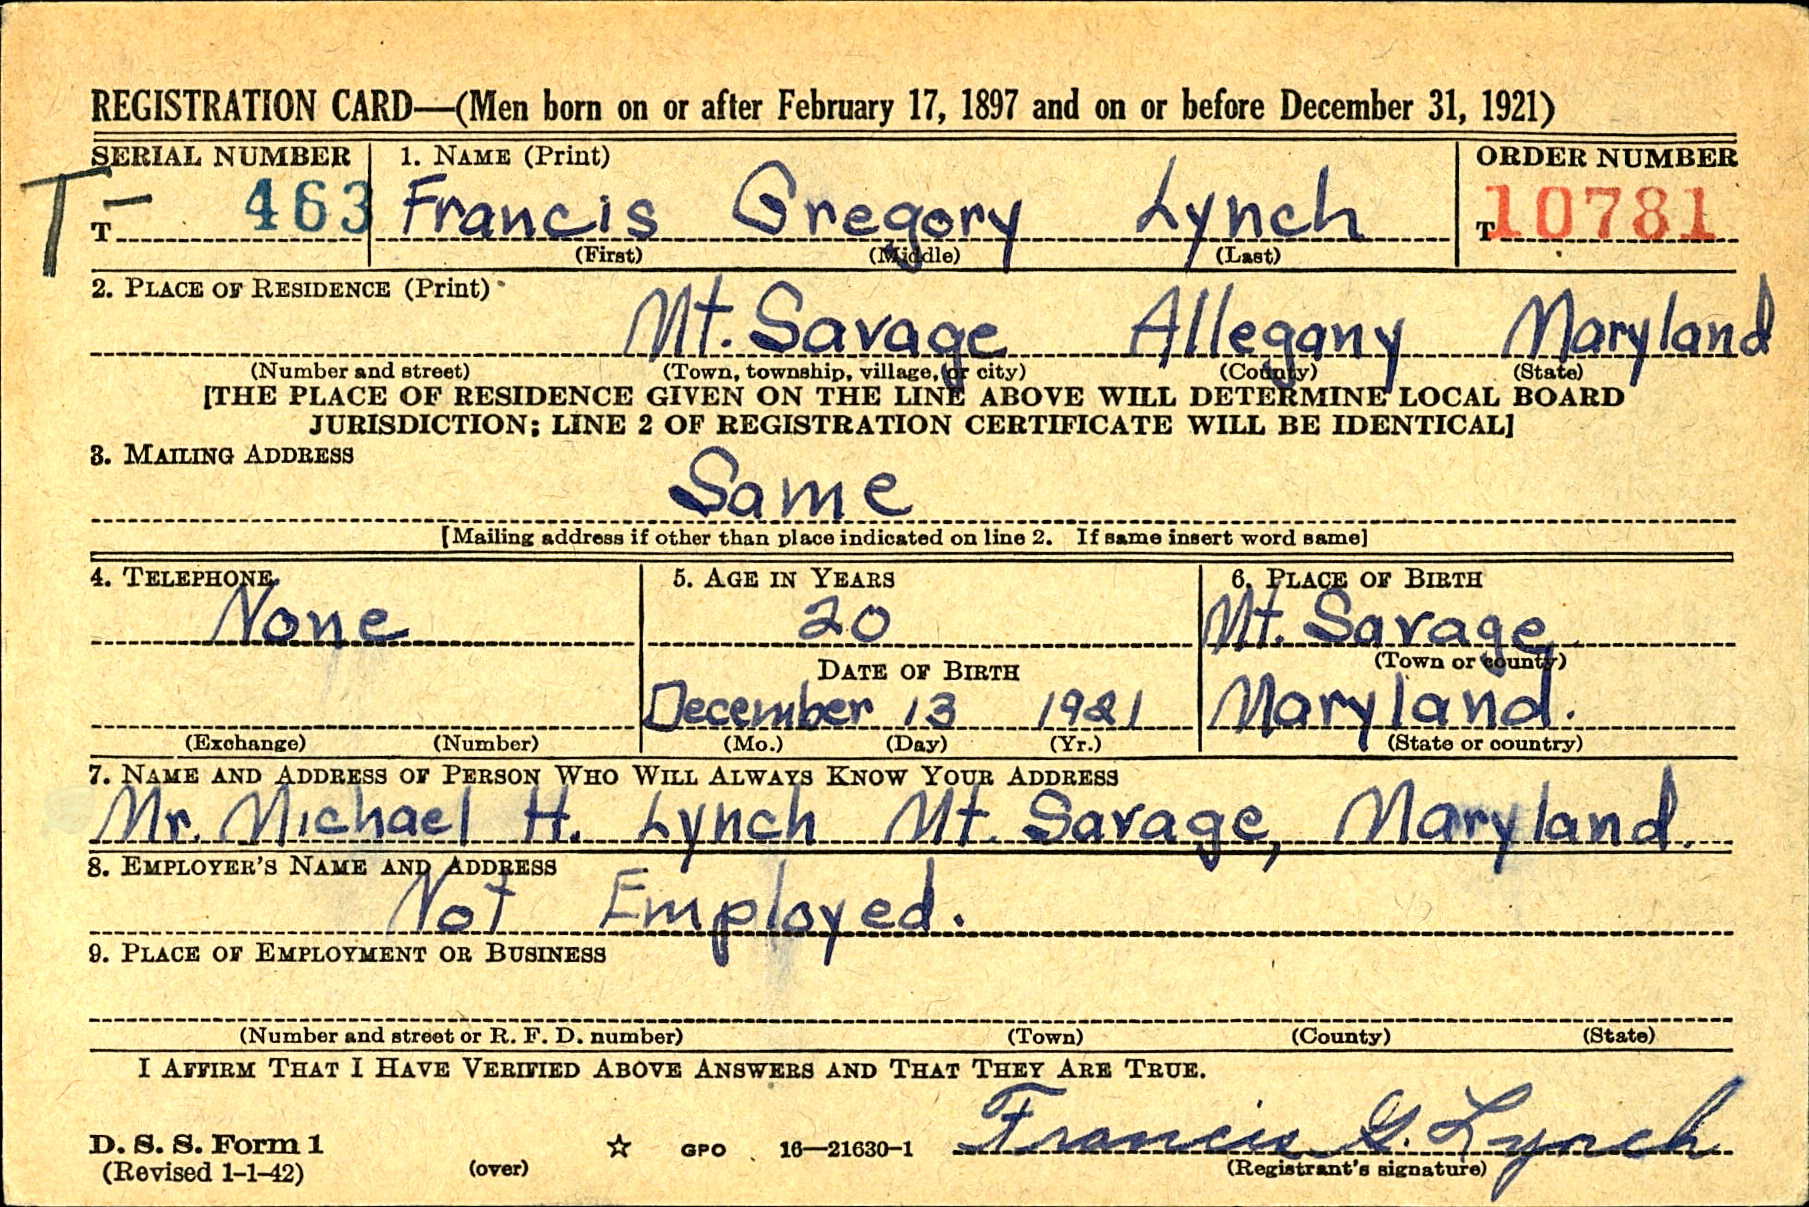 REGISTRATION CARD—(Men born on or after February 17, 1897 and on or before December 31, 1921)
SERIAL NUMBER 1. NAME (Print) ORDER NUMBER
T- T 463 Francis Gregory Lynch T 10781
(First) (Middle) (Last)
2. PLACE OF RESIDENCE (Print)
Mt. Savage Allegany Maryland
(Number and street) (Town, township, village, or city) (County) (State)
[THE PLACE OF RESIDENCE GIVEN ON THE LINE ABOVE WILL DETERMINE LOCAL BOARD
JURISDICTION; LINE 2 OF REGISTRATION CERTIFICATE WILL BE IDENTICAL]
3. MAILING ADDRESS
Same
[Mailing address if other than place indicated on line 2. If same insert word same]
4. TELEPHONE 5. AGE IN YEARS 6. PLACE OF BIRTH
None 20 Mt. Savage
DATE OF BIRTH (Town or county)
December 13 1921 Maryland.
(Exchange) (Number) (Mo.) (Day) (Yr.) (State or country)
7. NAME AND ADDRESS OF PERSON WHO WILL ALWAYS KNOW YOUR ADDRESS
Mr. Michael H. Lynch Mt. Savage, Maryland.
8. EMPLOYER'S NAME AND ADDRESS
Not Employed.
9. PLACE OF EMPLOYMENT OR BUSINESS
(Number and street or R. F. D. number) (Town) (County) (State)
I AFFIRM THAT I HAVE VERIFIED ABOVE ANSWERS AND THAT THEY ARE TRUE.
D. S. S. Form 1 ☆ GPO 16—21630-1 Francis G. Lynch
(Revised 1-1-42) (over) (Registrant's signature)